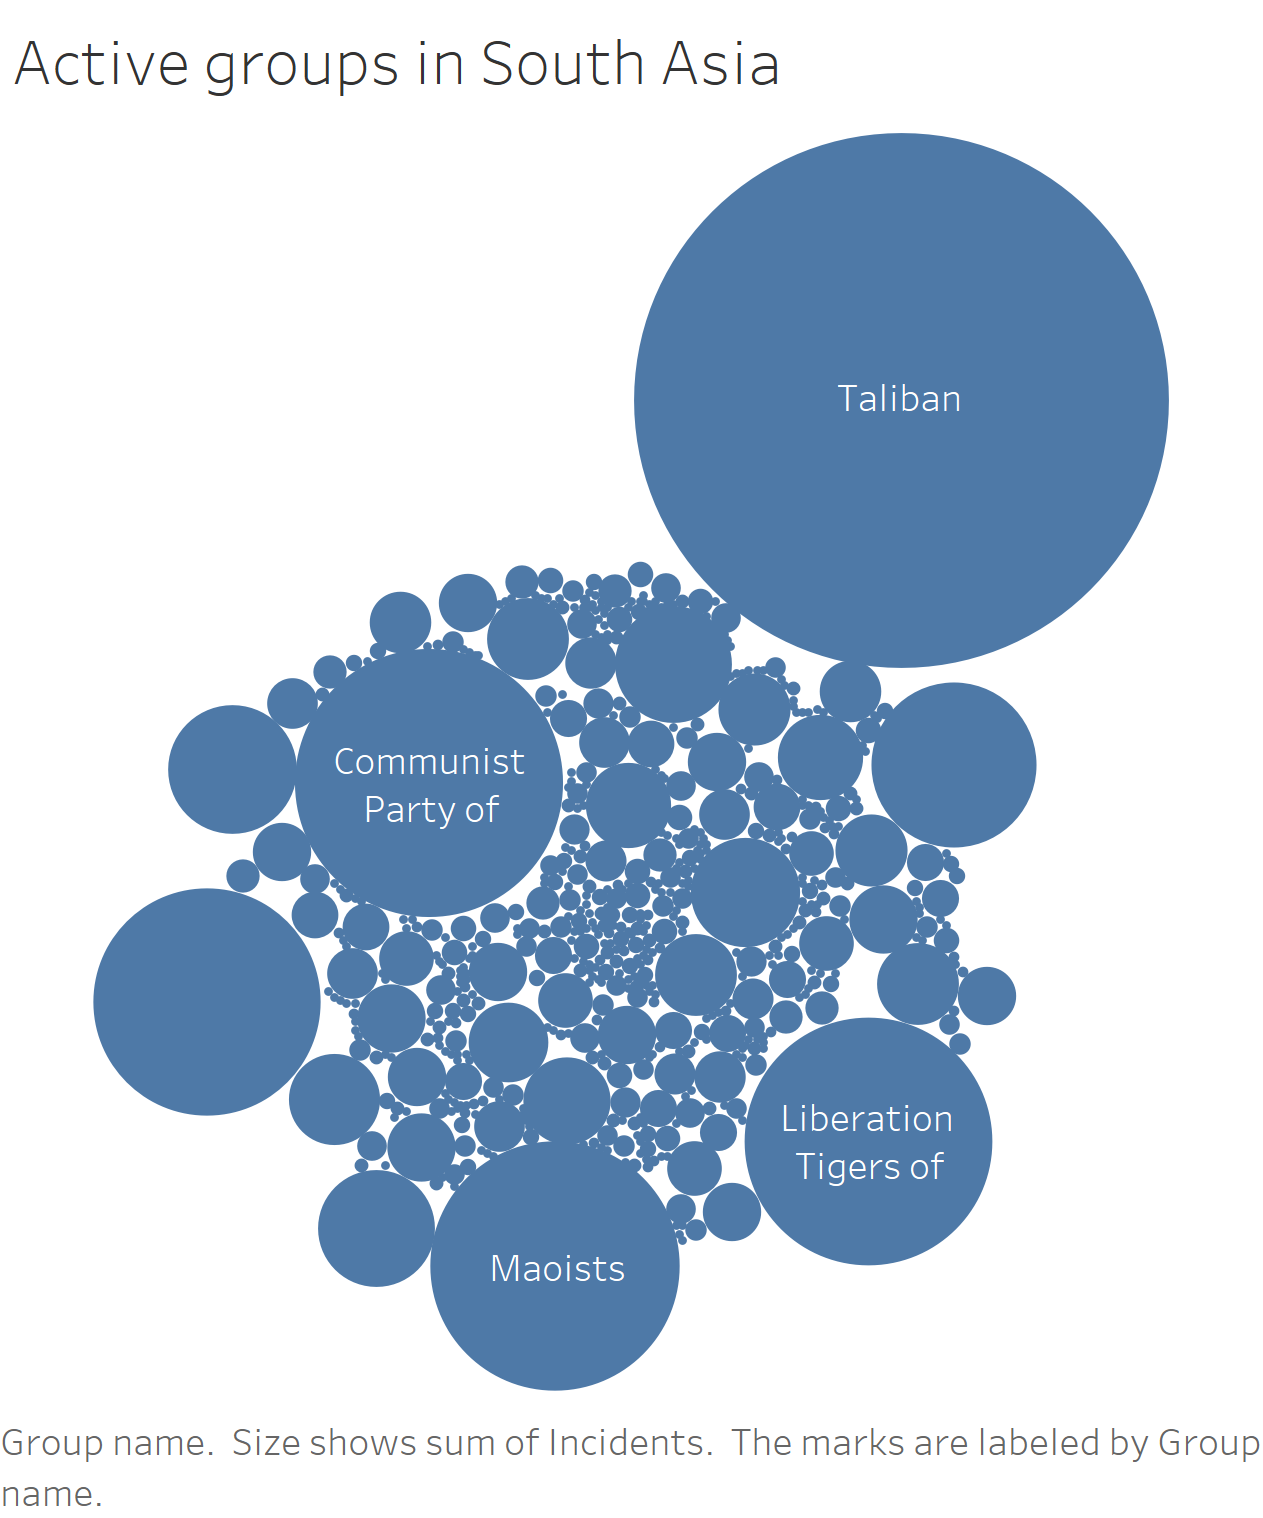 Active groups in South Asia
Taliban
Communist
Party of
Liberation
Tigers of
Maoists
Group name.  Size shows sum of Incidents.  The marks are labeled by Group
name.